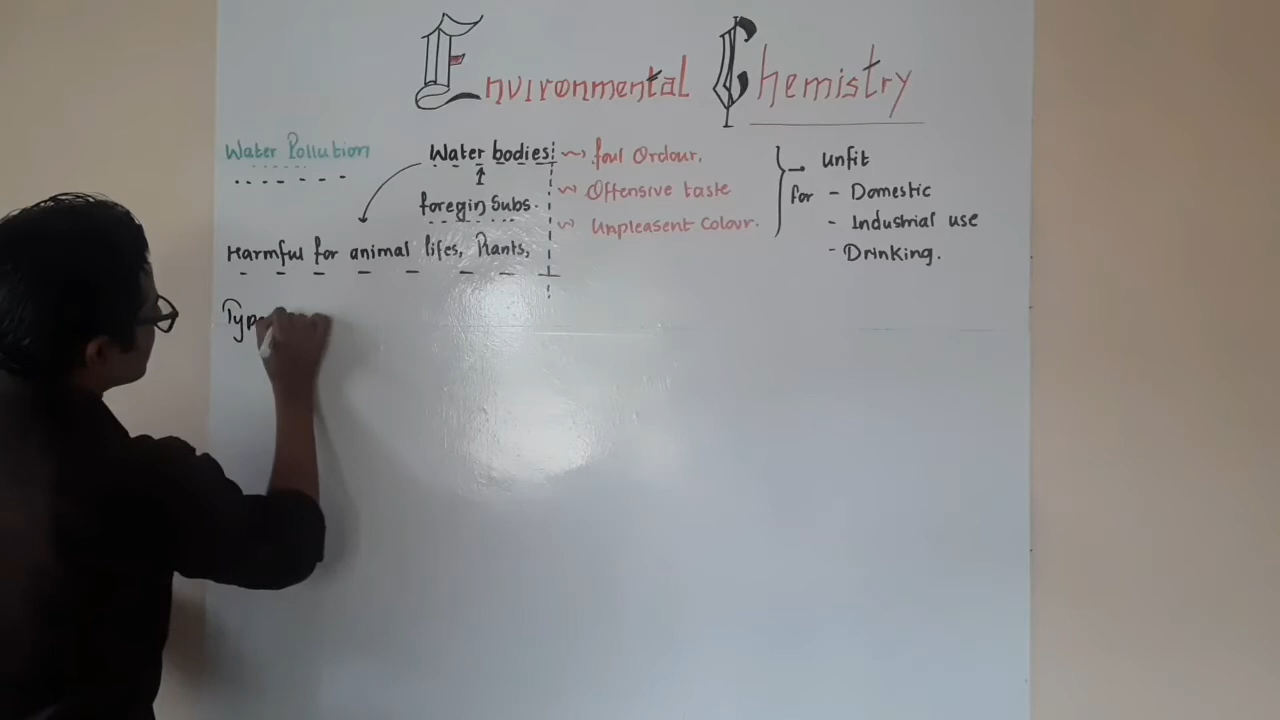 Environmental Chemistry
Water Pollution
Water bodies
foregin Subs.
Harmful for animal lifes, Plants,
foul Ordour.
Offensive taste
Unpleasent Colour.
unfit
for - Domestic
- Industrial use
- Drinking.